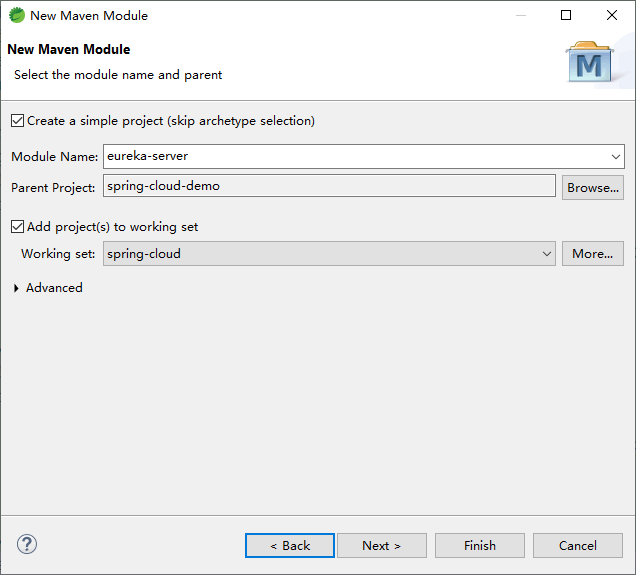 New Maven Module
New Maven Module
Select the module name and parent
M
Create a simple project (skip archetype selection)
Module Name: eureka-server
Parent Project: spring-cloud-demo Browse...
Add project(s) to working set
Working set: spring-cloud More...
Advanced
? < Back Next > Finish Cancel